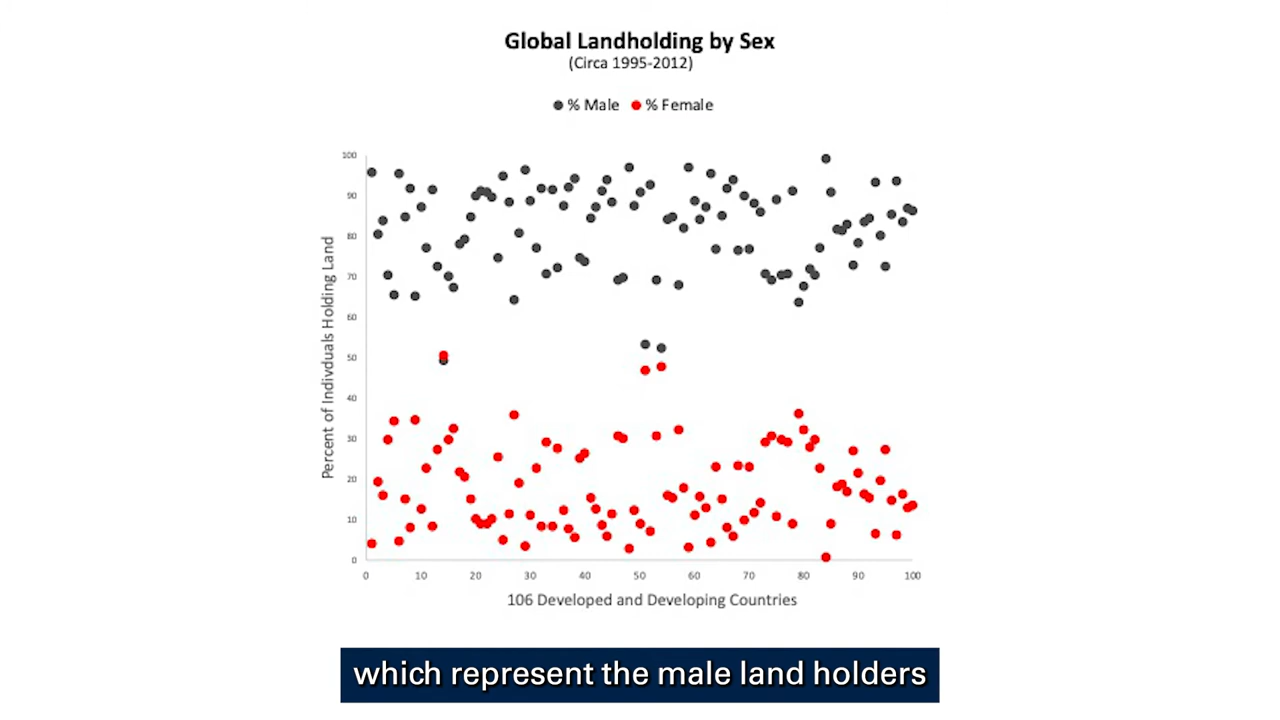 Global Landholding by Sex
(Circa 1995-2012)
% Male % Female
Percent of Indivduals Holding Land
100
90
80
70
60
50
40
30
20
10
0
0 10 20 30 40 50 60 70 80 90 100
106 Developed and Developing Countries
which represent the male land holders